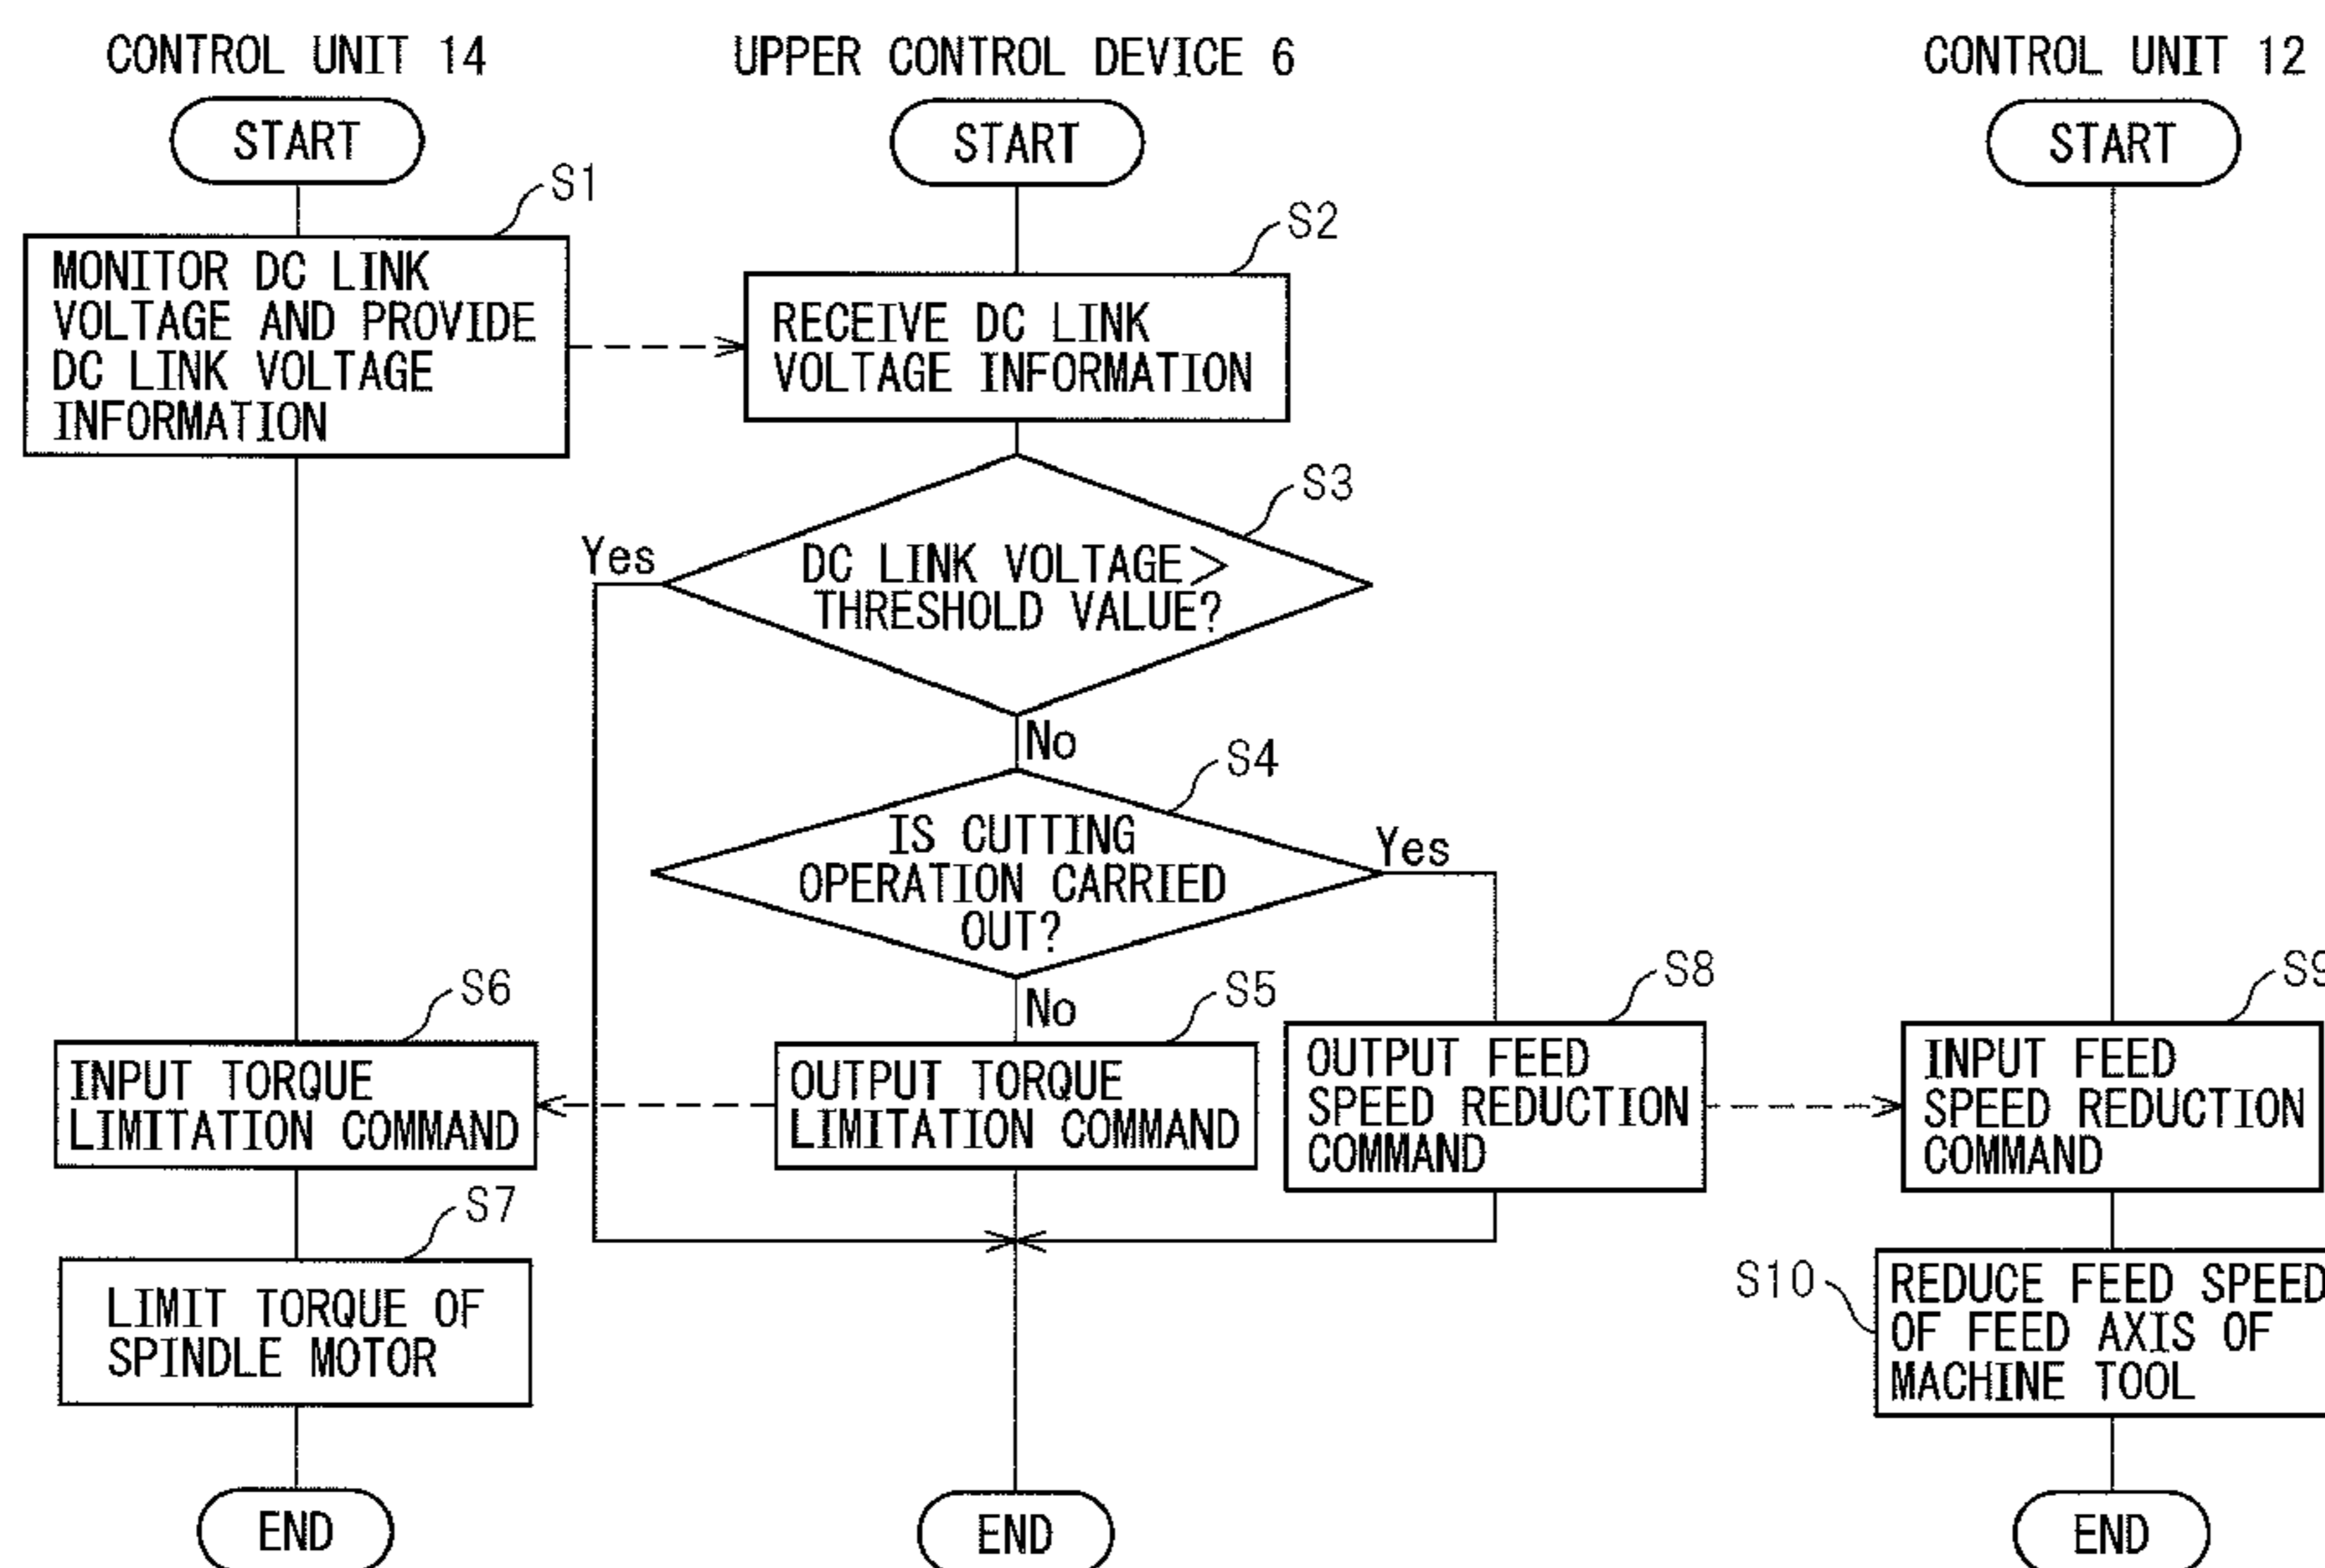 CONTROL UNIT 14
UPPER CONTROL DEVICE 6
CONTROL UNIT 12
START
START
START
S1
MONITOR DC LINK
VOLTAGE AND PROVIDE
DC LINK VOLTAGE
INFORMATION
S2
RECEIVE DC LINK
VOLTAGE INFORMATION
S3
Yes
DC LINK VOLTAGE>
THRESHOLD VALUE?
No
S4
IS CUTTING
OPERATION CARRIED
OUT?
Yes
No
S5
OUTPUT TORQUE
LIMITATION COMMAND
S6
INPUT TORQUE
LIMITATION COMMAND
S7
LIMIT TORQUE OF
SPINDLE MOTOR
S8
OUTPUT FEED
SPEED REDUCTION
COMMAND
S9
INPUT FEED
SPEED REDUCTION
COMMAND
S10
REDUCE FEED SPEED
OF FEED AXIS OF
MACHINE TOOL
END
END
END